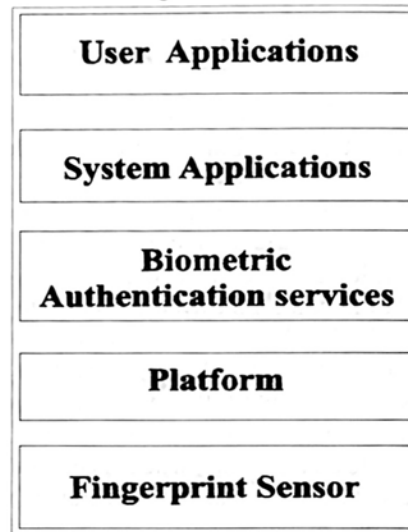 User Applications
System Applications
Biometric
Authentication services
Platform
Fingerprint Sensor